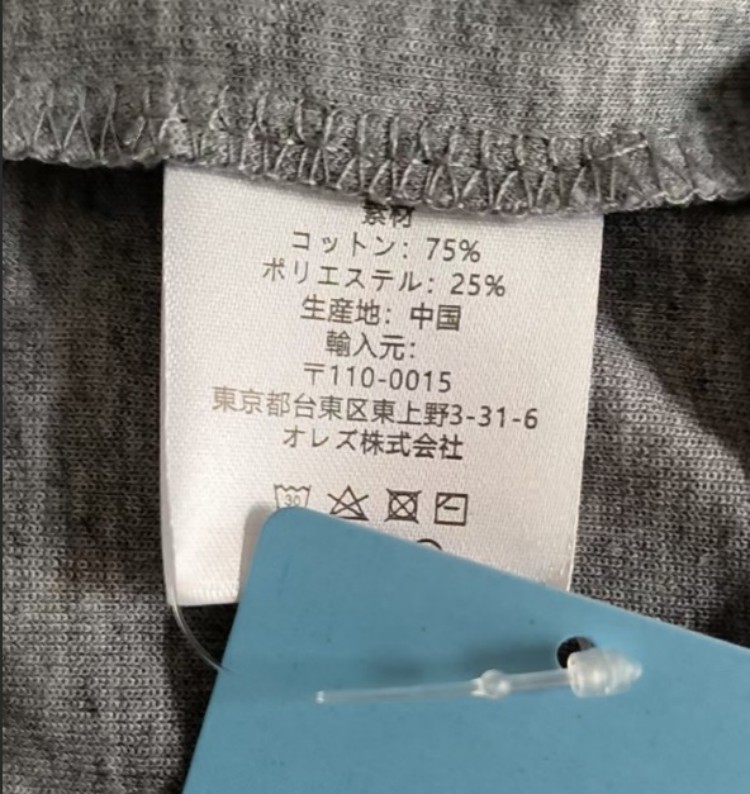 素材
コットン: 75%
ポリエステル: 25%
生産地: 中国
輸入元:
〒110-0015
東京都台東区東上野3-31-6
オレズ株式会社
30